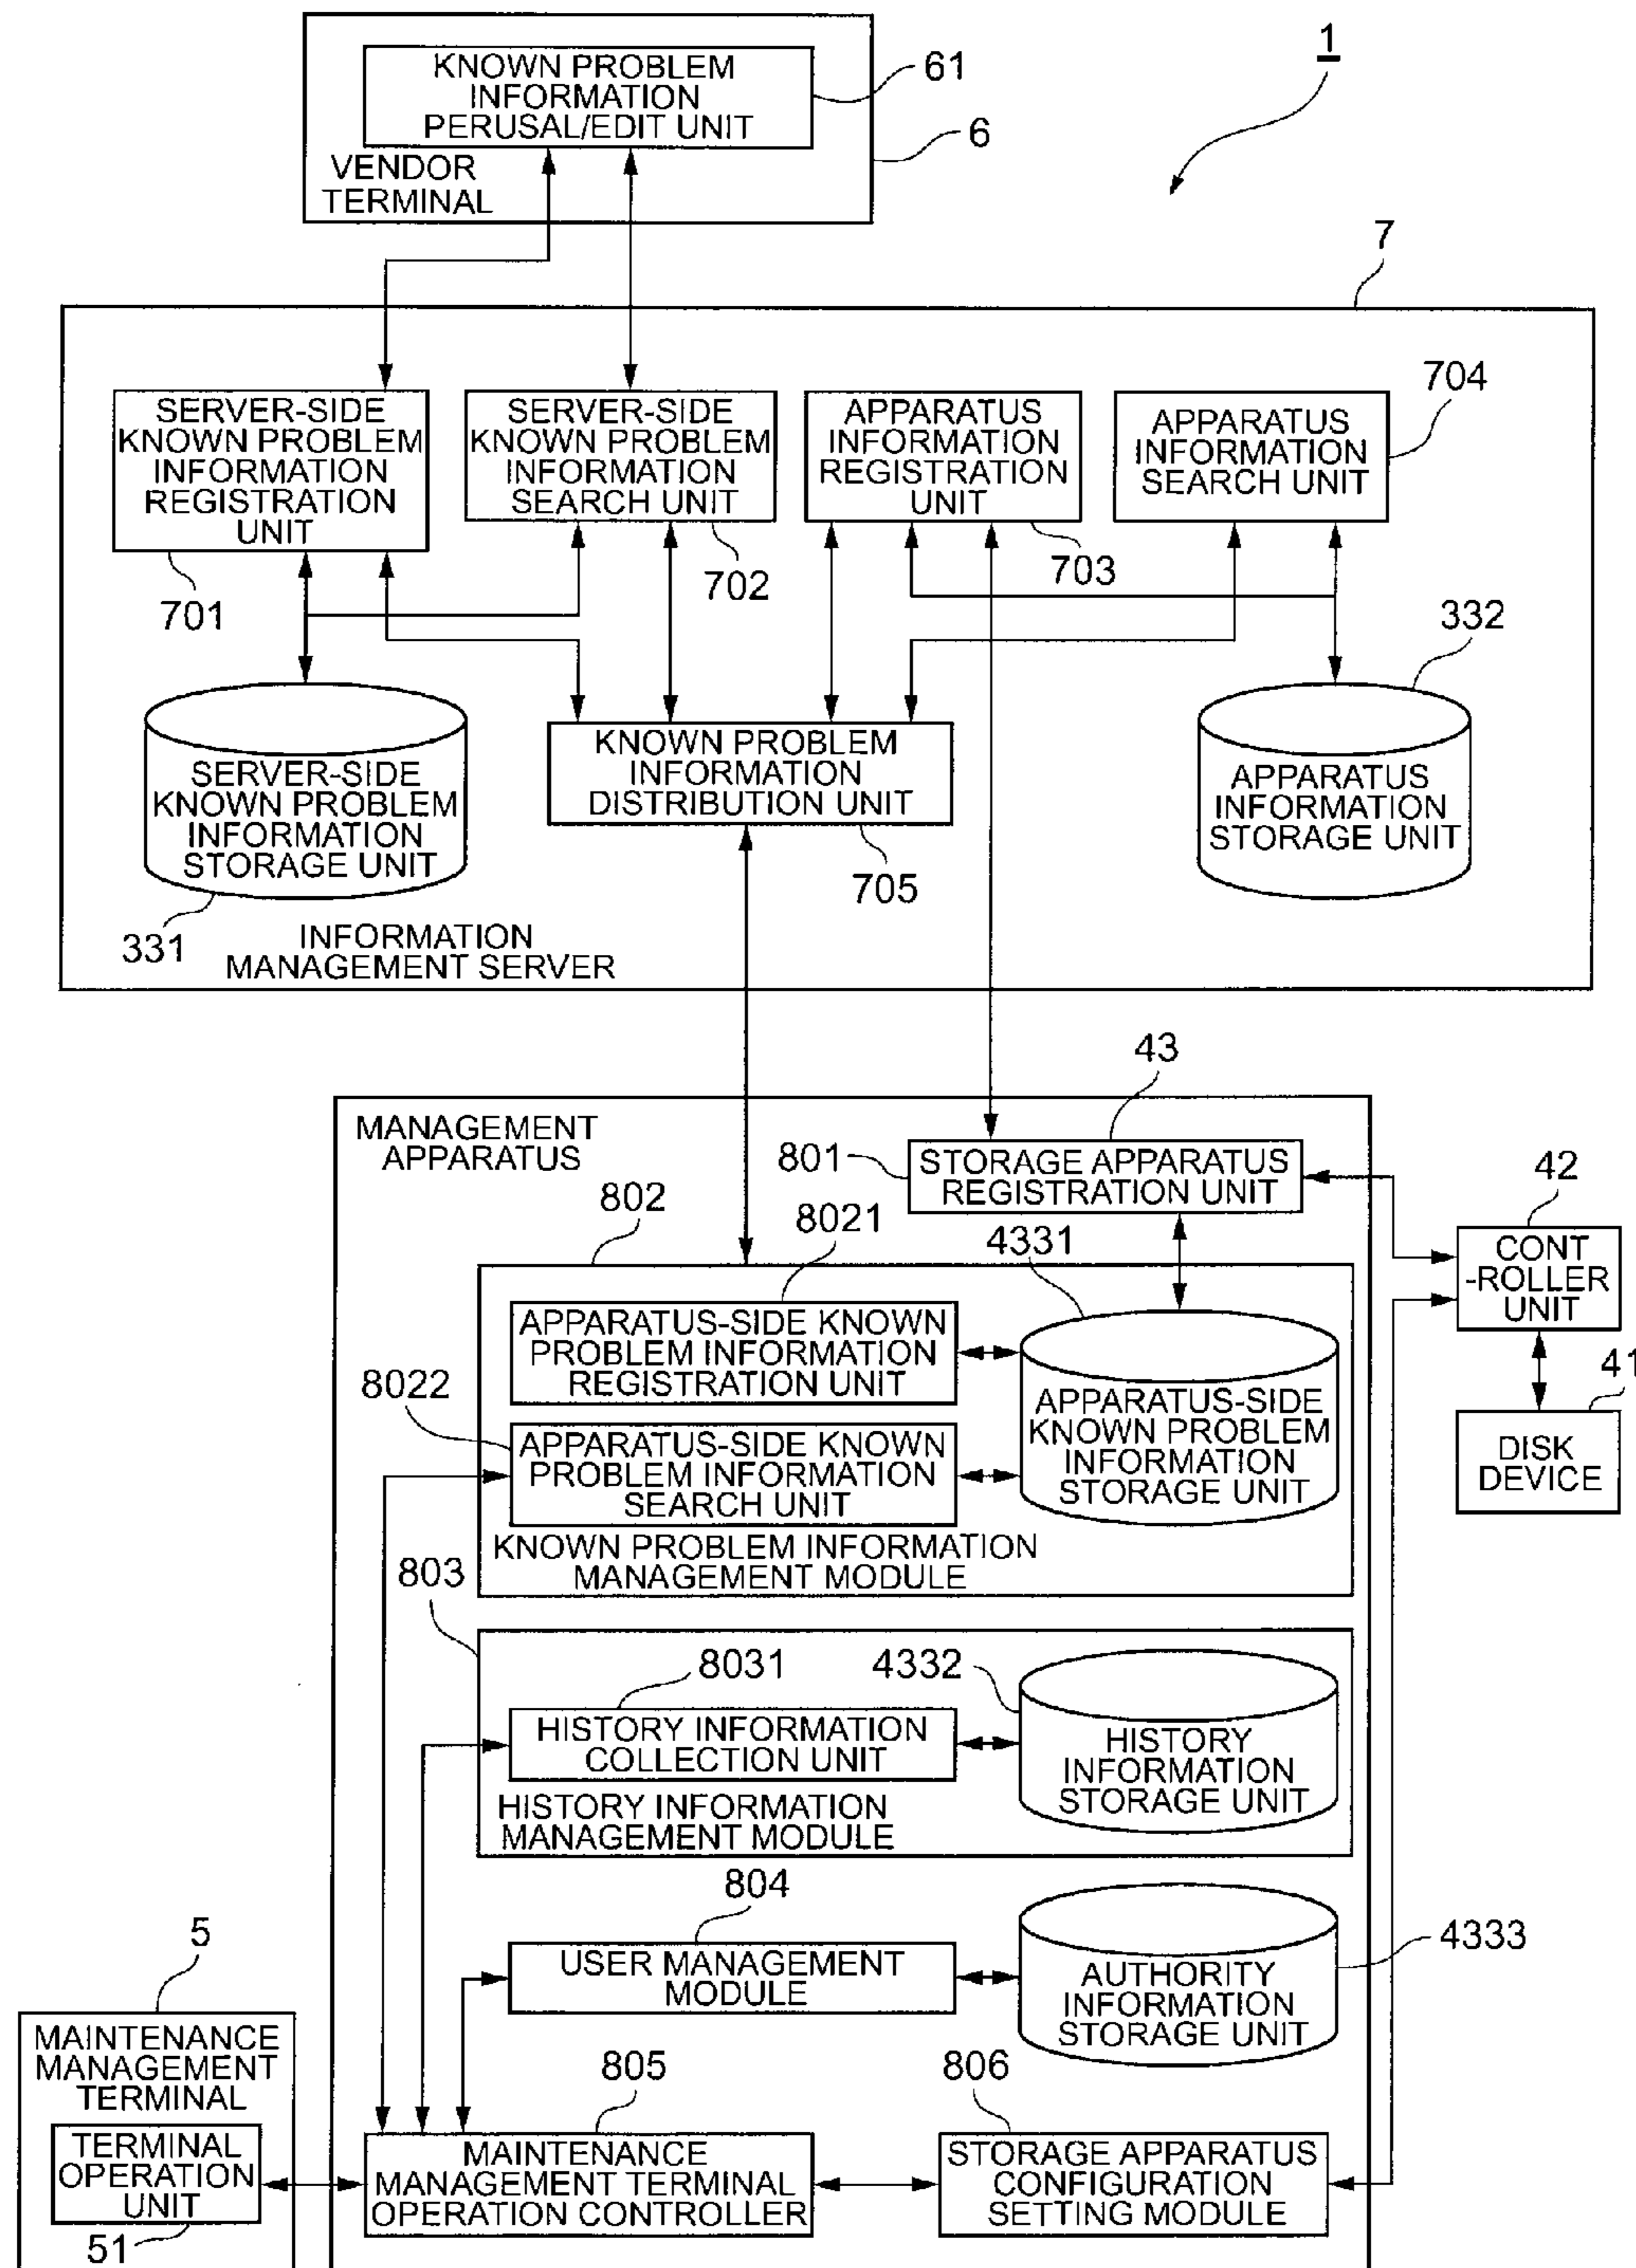 1
KNOWN PROBLEM
INFORMATION
PERUSAL/EDIT UNIT
61
6
VENDOR
TERMINAL
7
SERVER-SIDE
KNOWN PROBLEM
INFORMATION
REGISTRATION
UNIT
701
SERVER-SIDE
KNOWN PROBLEM
INFORMATION
SEARCH UNIT
702
APPARATUS
INFORMATION
REGISTRATION
UNIT
703
APPARATUS
INFORMATION
SEARCH UNIT
704
332
SERVER-SIDE
KNOWN PROBLEM
INFORMATION
STORAGE UNIT
331
KNOWN PROBLEM
INFORMATION
DISTRIBUTION UNIT
705
APPARATUS
INFORMATION
STORAGE UNIT
INFORMATION
MANAGEMENT SERVER
43
MANAGEMENT
APPARATUS
801
STORAGE APPARATUS
REGISTRATION UNIT
42
CONT
-ROLLER
UNIT
41
DISK
DEVICE
802
8021
4331
APPARATUS-SIDE KNOWN
PROBLEM INFORMATION
REGISTRATION UNIT
8022
APPARATUS-SIDE KNOWN
PROBLEM INFORMATION
SEARCH UNIT
APPARATUS-SIDE
KNOWN PROBLEM
INFORMATION
STORAGE UNIT
KNOWN PROBLEM INFORMATION
MANAGEMENT MODULE
803
8031
4332
HISTORY INFORMATION
COLLECTION UNIT
HISTORY
INFORMATION
STORAGE UNIT
HISTORY INFORMATION
MANAGEMENT MODULE
804
USER MANAGEMENT
MODULE
4333
AUTHORITY
INFORMATION
STORAGE UNIT
5
MAINTENANCE
MANAGEMENT
TERMINAL
TERMINAL
OPERATION
UNIT
51
805
MAINTENANCE
MANAGEMENT TERMINAL
OPERATION CONTROLLER
806
STORAGE APPARATUS
CONFIGURATION
SETTING MODULE